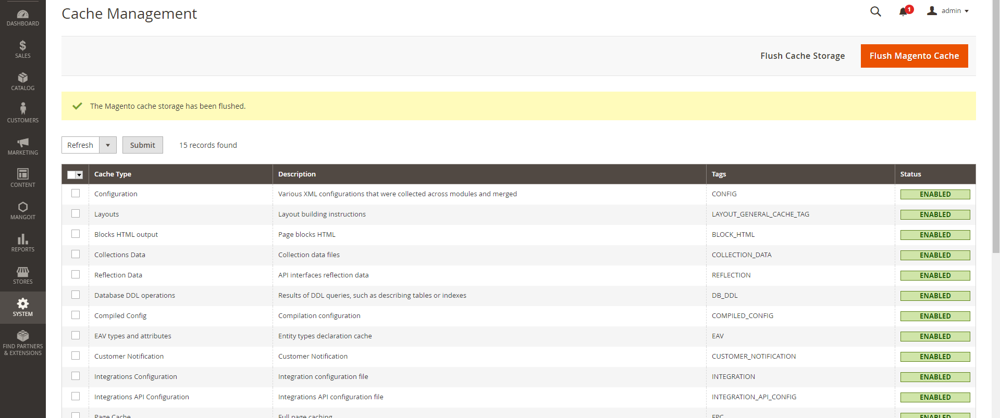 Cache Management
1
admin
DASHBOARD
SALES
CATALOG
CUSTOMERS
MARKETING
CONTENT
MANGOIT
REPORTS
STORES
SYSTEM
FIND PARTNERS
& EXTENSIONS
Flush Cache Storage
Flush Magento Cache
The Magento cache storage has been flushed.
Refresh
Submit
15 records found
Cache Type Description Tags Status
Configuration Various XML configurations that were collected across modules and merged CONFIG ENABLED
Layouts Layout building instructions LAYOUT_GENERAL_CACHE_TAG ENABLED
Blocks HTML output Page blocks HTML BLOCK_HTML ENABLED
Collections Data Collection data files COLLECTION_DATA ENABLED
Reflection Data API interfaces reflection data REFLECTION ENABLED
Database DDL operations Results of DDL queries, such as describing tables or indexes DB_DDL ENABLED
Compiled Config Compilation configuration COMPILED_CONFIG ENABLED
EAV types and attributes Entity types declaration cache EAV ENABLED
Customer Notification Customer Notification CUSTOMER_NOTIFICATION ENABLED
Integrations Configuration Integration configuration file INTEGRATION ENABLED
Integrations API Configuration Integrations API configuration file INTEGRATION_API_CONFIG ENABLED
Page Cache Full page caching FPC ENABLED